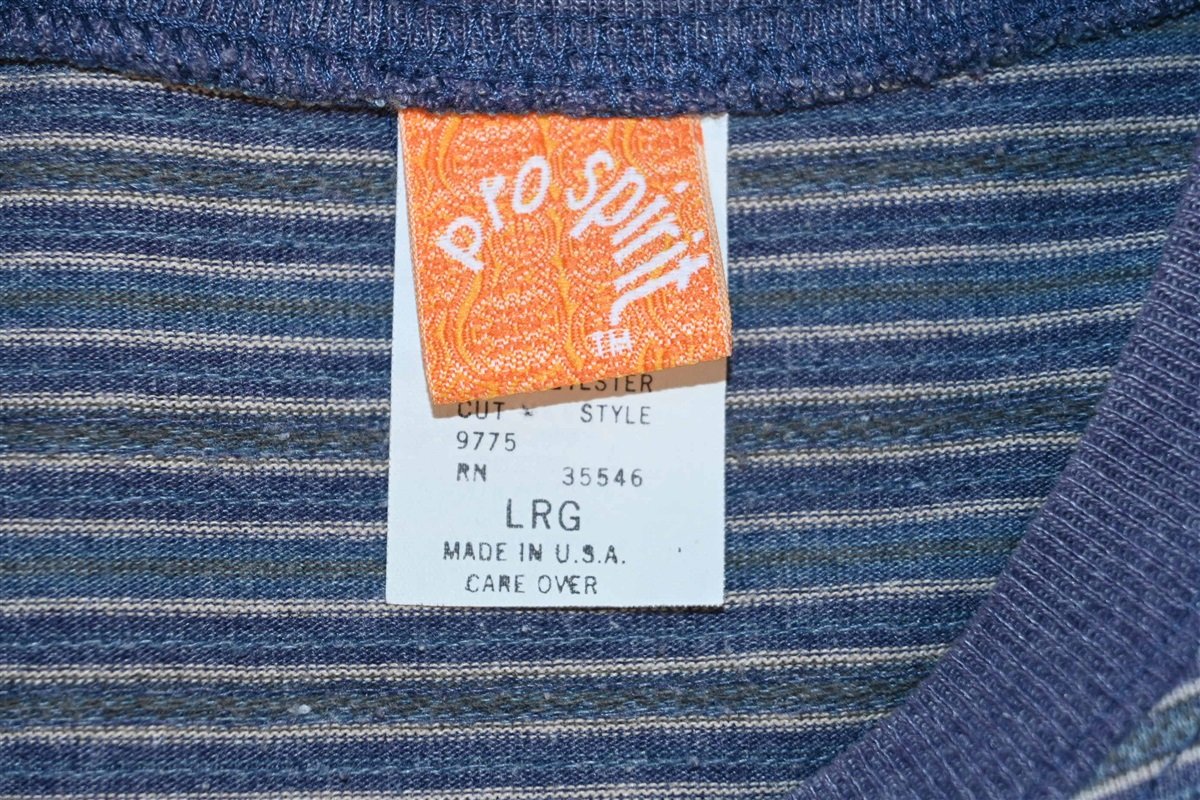 pro spirit
TM
CUT STYLE
9775
RN 35546
LRG
MADE IN U.S.A.
CARE OVER